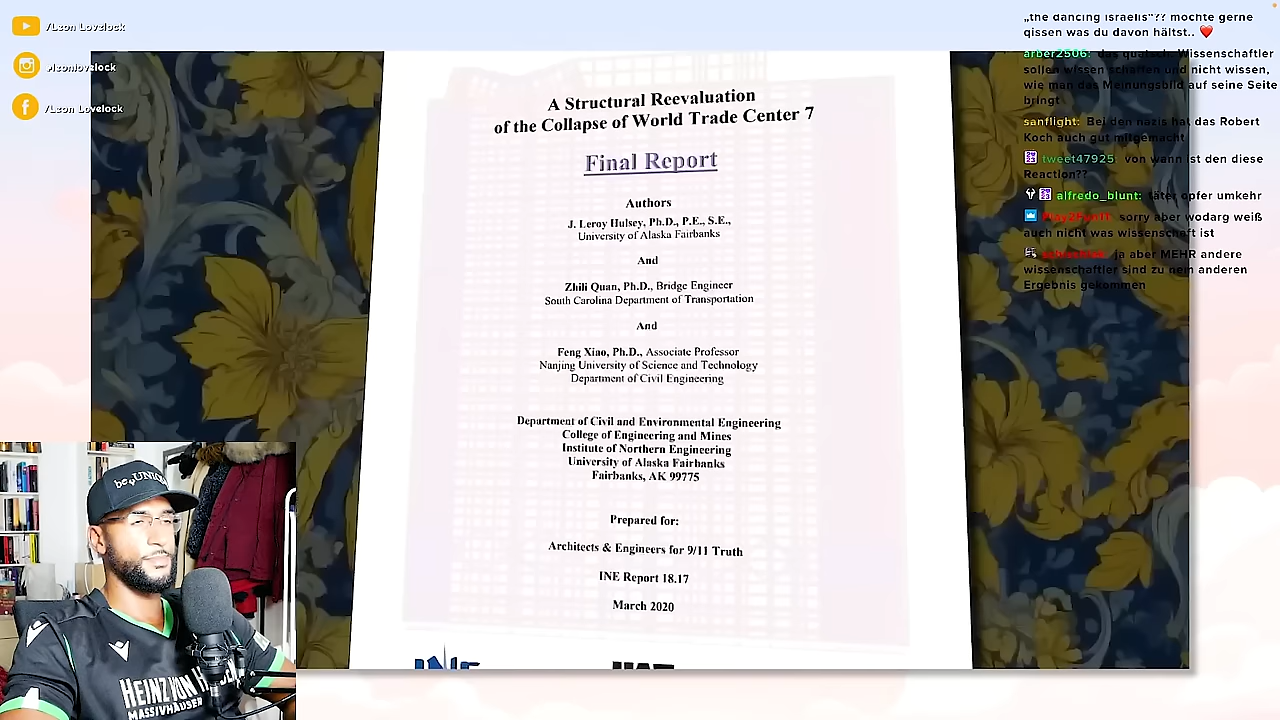 /Leon Lovelock
/leonlovelock
/Leon Lovelock
A Structural Reevaluation
of the Collapse of World Trade Center 7
Final Report
Authors
J. Leroy Hulsey, Ph.D., P.E., S.E.,
University of Alaska Fairbanks
And
Zhili Quan, Ph.D., Bridge Engineer
South Carolina Department of Transportation
And
Feng Xiao, Ph.D., Associate Professor
Nanjing University of Science and Technology
Department of Civil Engineering
Department of Civil and Environmental Engineering
College of Engineering and Mines
Institute of Northern Engineering
University of Alaska Fairbanks
Fairbanks, AK 99775
Prepared for:
Architects & Engineers for 9/11 Truth
INE Report 18.17
March 2020
„the dancing israelis"?? möchte gerne
qissen was du davon hältst..
arber2506: das quatsch. Wissenschaftler
sollen wissen schaffen und nicht wissen,
wie man das Meinungsbild auf seine Seite
bringt
sanflight: Bei den nazis hat das Robert
Koch auch gut mitgemacht
tweet47925: von wann ist den diese
Reaction??
alfredo_blunt: täter opfer umkehr
sorry aber wodarg weiß
auch nicht was wissenschaft ist
ja aber MEHR andere
wissenschaftler sind zu nem anderen
Ergebnis gekommen
be UNIQ
HEINZ VON H
MASSIVHÄUSER